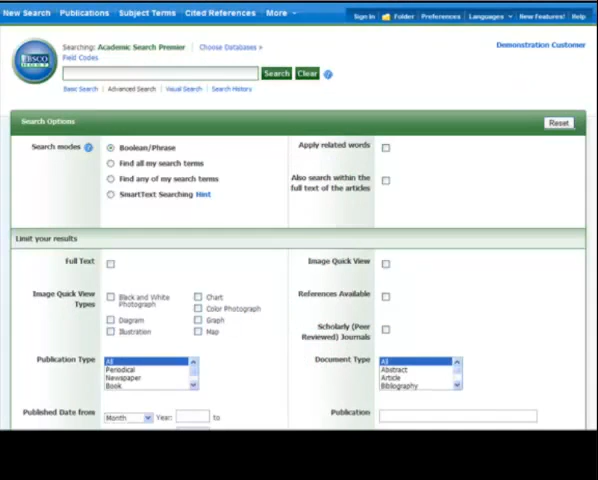 New Search Publications Subject Terms Cited References More
Sign In Folder Preferences Languages New Features! Help
Searching: Academic Search Premier Choose Databases »
Demonstration Customer
Field Codes
EBSCO
HOST
Search Clear
Basic Search Advanced Search Visual Search Search History
Search Options
Reset
Search modes
Boolean/Phrase
Find all my search terms
Find any of my search terms
SmartText Searching Hint
Apply related words
Also search within the
full text of the articles
Limit your results
Full Text
Image Quick View
Image Quick View
Types
Black and White
Photograph
Chart
Color Photograph
Diagram
Graph
Illustration
Map
References Available
Scholarly (Peer
Reviewed) Journals
Publication Type
All
Periodical
Newspaper
Book
Document Type
All
Abstract
Article
Bibliography
Published Date from
Month Year: to
Publication